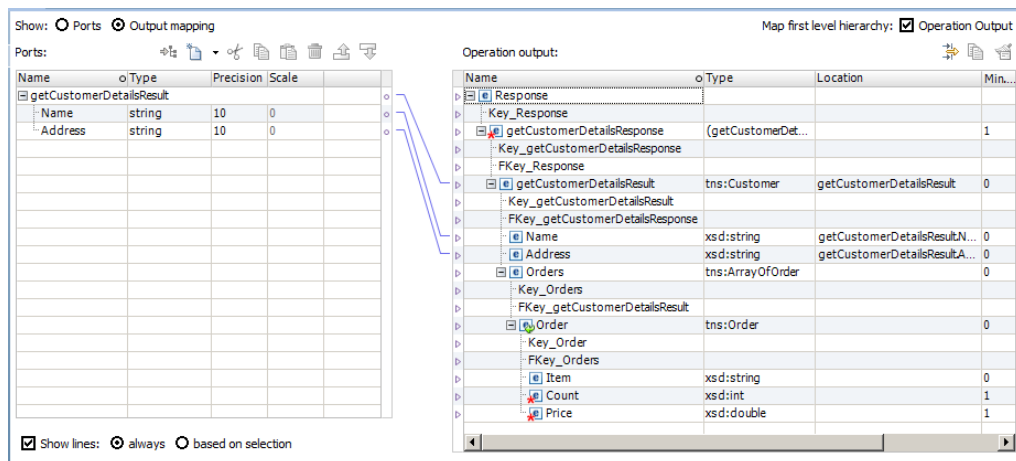 Show: Ports Output mapping
Map first level hierarchy: Operation Output
Ports:
Operation output:
Name Type Precision Scale
getCustomerDetailsResult
Name string 10 0
Address string 10 0
Name Type Location Min...
Response
Key_Response
getCustomerDetailsResponse (getCustomerDet... 1
Key_getCustomerDetailsResponse
FKey_Response
getCustomerDetailsResult tns:Customer getCustomerDetailsResult 0
Key_getCustomerDetailsResult
FKey_getCustomerDetailsResponse
Name xsd:string getCustomerDetailsResult.N... 0
Address xsd:string getCustomerDetailsResult.A... 0
Orders tns:ArrayOfOrder 0
Key_Orders
FKey_getCustomerDetailsResult
Order tns:Order 0
Key_Order
FKey_Orders
Item xsd:string 0
Count xsd:int 1
Price xsd:double 1
Show lines: always based on selection